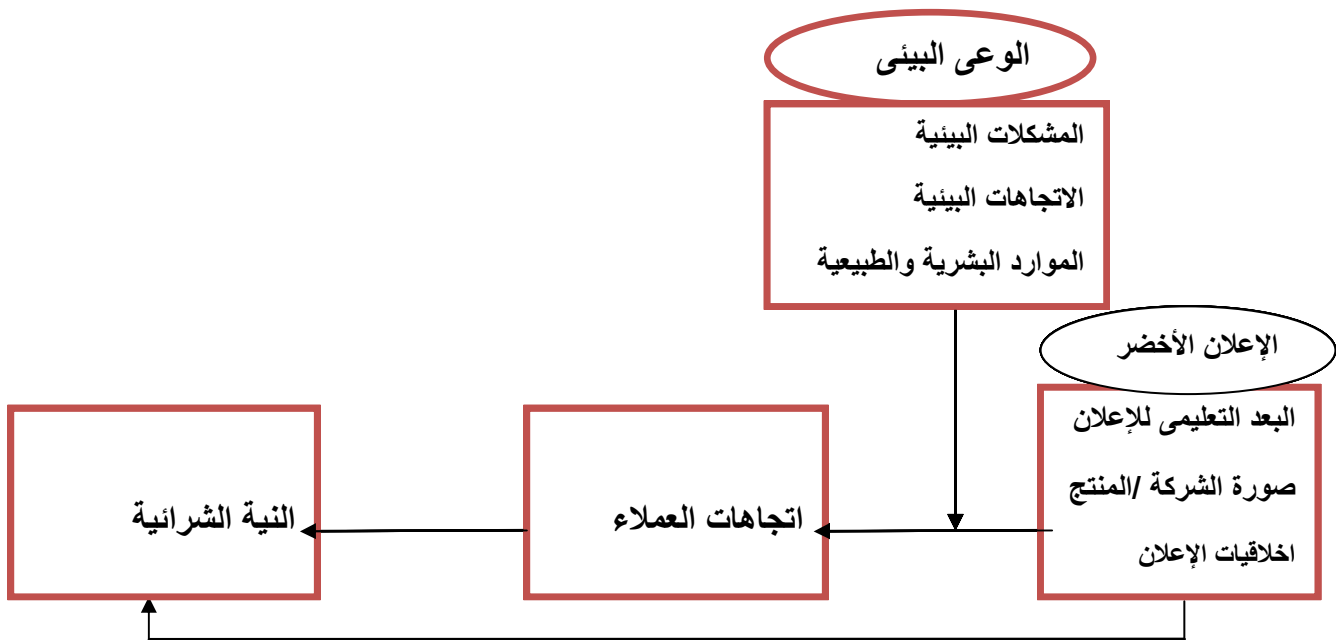 الوعى البيئى
المشكلات البيئية
الاتجاهات البيئية
الموارد البشرية والطبيعية
الإعلان الأخضر
البعد التعليمى للإعلان
صورة الشركة /المنتج
اخلاقيات الإعلان
اتجاهات العملاء
النية الشرائية